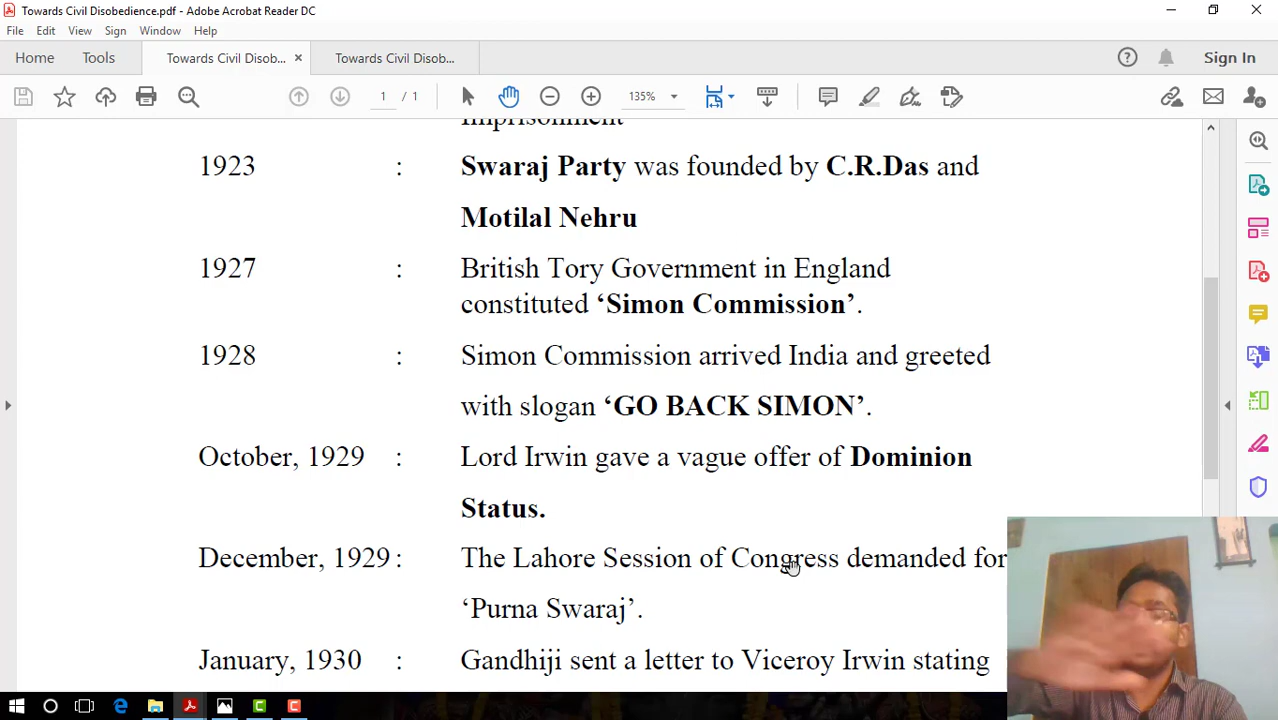 Towards Civil Disobedience.pdf - Adobe Acrobat Reader DC
File Edit View Sign Window Help
Home Tools Towards Civil Disob... × Towards Civil Disob... Sign In
1 / 1 135%
Imprisonment
1923 : Swaraj Party was founded by C.R.Das and
Motilal Nehru
1927 : British Tory Government in England
constituted ‘Simon Commission’.
1928 : Simon Commission arrived India and greeted
with slogan ‘GO BACK SIMON’.
October, 1929 : Lord Irwin gave a vague offer of Dominion
Status.
December, 1929 : The Lahore Session of Congress demanded for
‘Purna Swaraj’.
January, 1930 : Gandhiji sent a letter to Viceroy Irwin stating